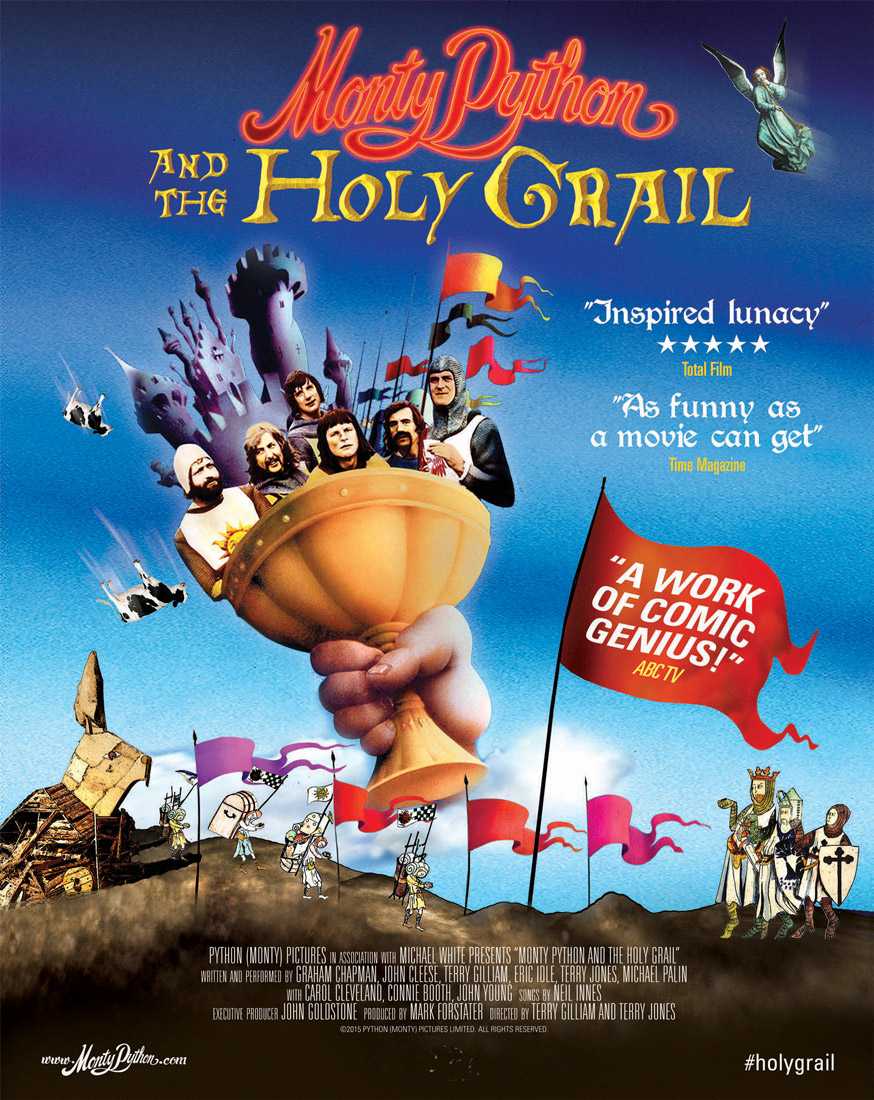 Monty Python
AND THE HOLY GRAIL
"Inspired lunacy"
★★★★★
Total Film
"As funny as
a movie can get"
Time Magazine
"A WORK
OF COMIC
GENIUS!"
ABC TV
PYTHON (MONTY) PICTURES IN ASSOCIATION WITH MICHAEL WHITE PRESENTS "MONTY PYTHON AND THE HOLY GRAIL"
WRITTEN AND PERFORMED BY GRAHAM CHAPMAN, JOHN CLEESE, TERRY GILLIAM, ERIC IDLE, TERRY JONES, MICHAEL PALIN
WITH CAROL CLEVELAND, CONNIE BOOTH, JOHN YOUNG SONGS BY NEIL INNES
EXECUTIVE PRODUCER JOHN GOLDSTONE PRODUCED BY MARK FORSTATER DIRECTED BY TERRY GILLIAM AND TERRY JONES
©2015 PYTHON (MONTY) PICTURES LIMITED. ALL RIGHTS RESERVED.
www.MontyPython.com
#holygrail